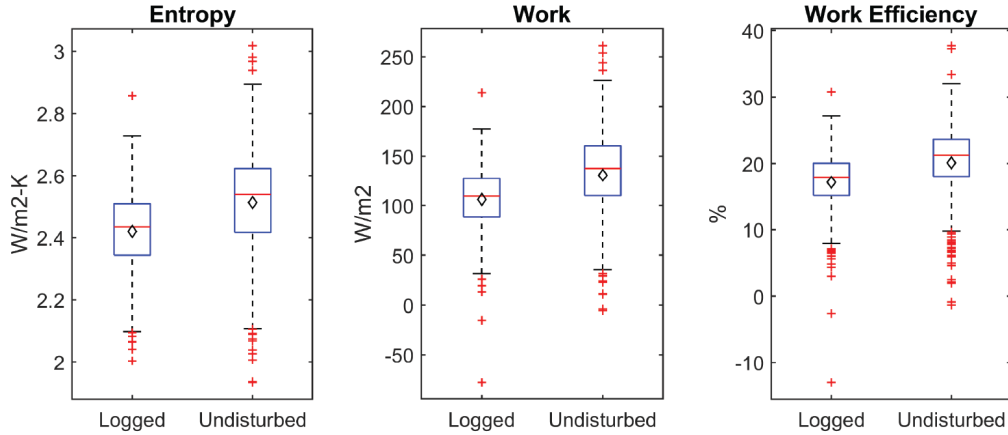 Entropy
W/m2-K
3
2.8
2.6
2.4
2.2
2
Logged Undisturbed
Work
W/m2
250
200
150
100
50
0
-50
Logged Undisturbed
Work Efficiency
%
40
30
20
10
0
-10
Logged Undisturbed